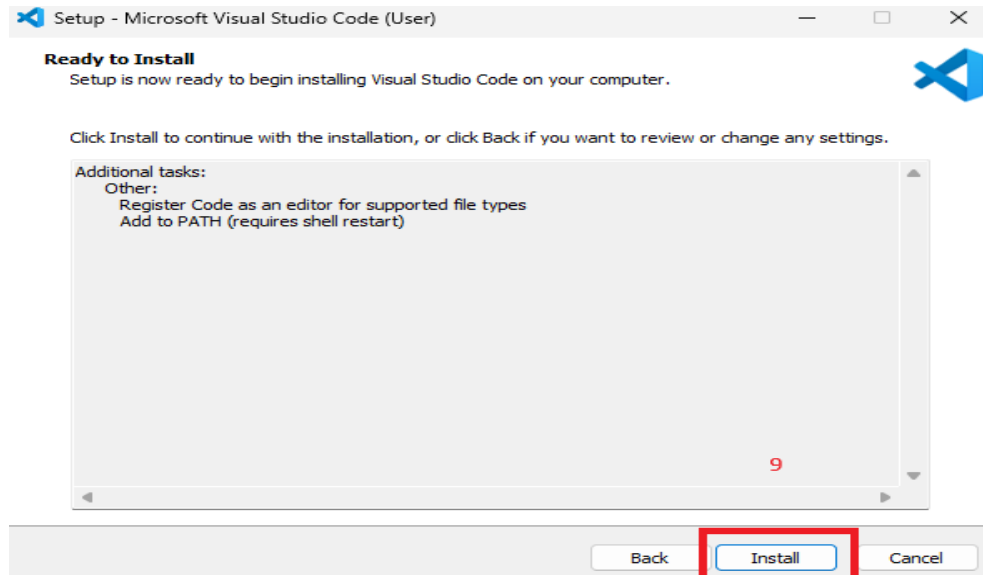 Setup - Microsoft Visual Studio Code (User)
Ready to Install
Setup is now ready to begin installing Visual Studio Code on your computer.
Click Install to continue with the installation, or click Back if you want to review or change any settings.
Additional tasks:
Other:
Register Code as an editor for supported file types
Add to PATH (requires shell restart)
9
Back Install Cancel